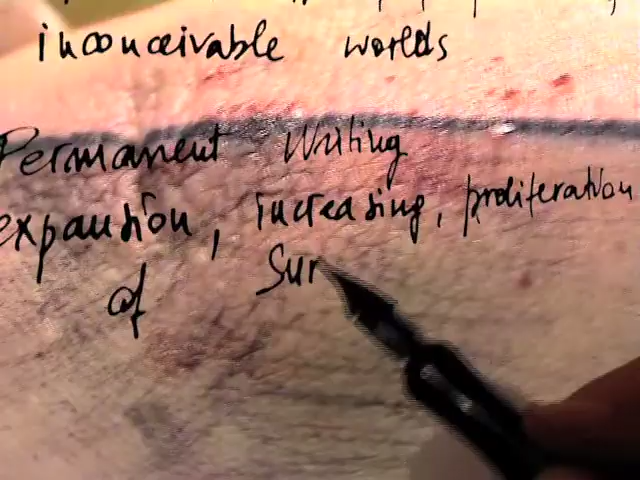 inconceivable worlds
Permanent Writing
expansion, increasing, proliferation
of Sur